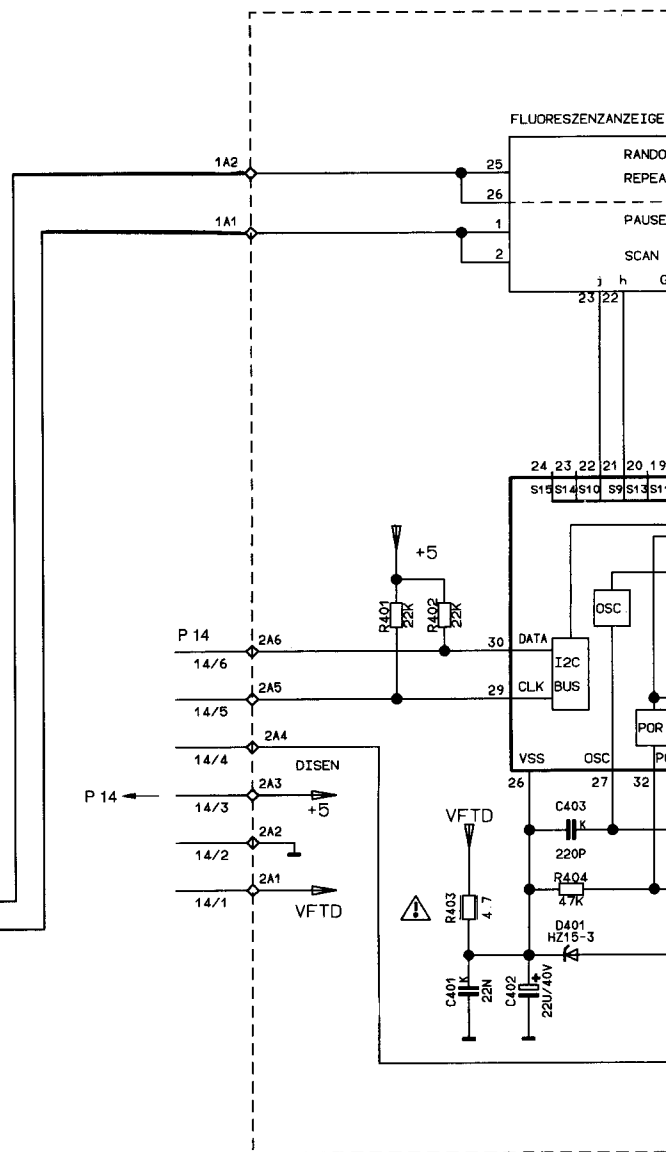 FLUORESZENZANZEIGE
1A2
25
RANDO
REPEA
26
1A1
1
PAUSE
2
SCAN
j h
23 22
24 23 22 21 20 19
S15 S14 S10 S9 S13 S11
+5
R401
22K
R402
22K
OSC.
P 14
2A6
14/6
30
DATA
I2C
BUS
2A5
14/5
29
CLK
2A4
14/4
POR
DISEN
VSS
OSC
26
27
32
P 14
2A3
14/3
+5
2A2
14/2
2A1
14/1
VFTD
VFTD
C403
K
220P
R403
4.7
R404
47K
D401
HZ15-3
C401
K
22N
C402
+
22U/40V